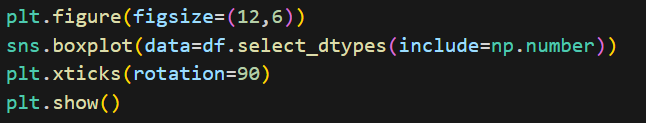 plt.figure(figsize=(12,6))
sns.boxplot(data=df.select_dtypes(include=np.number))
plt.xticks(rotation=90)
plt.show()